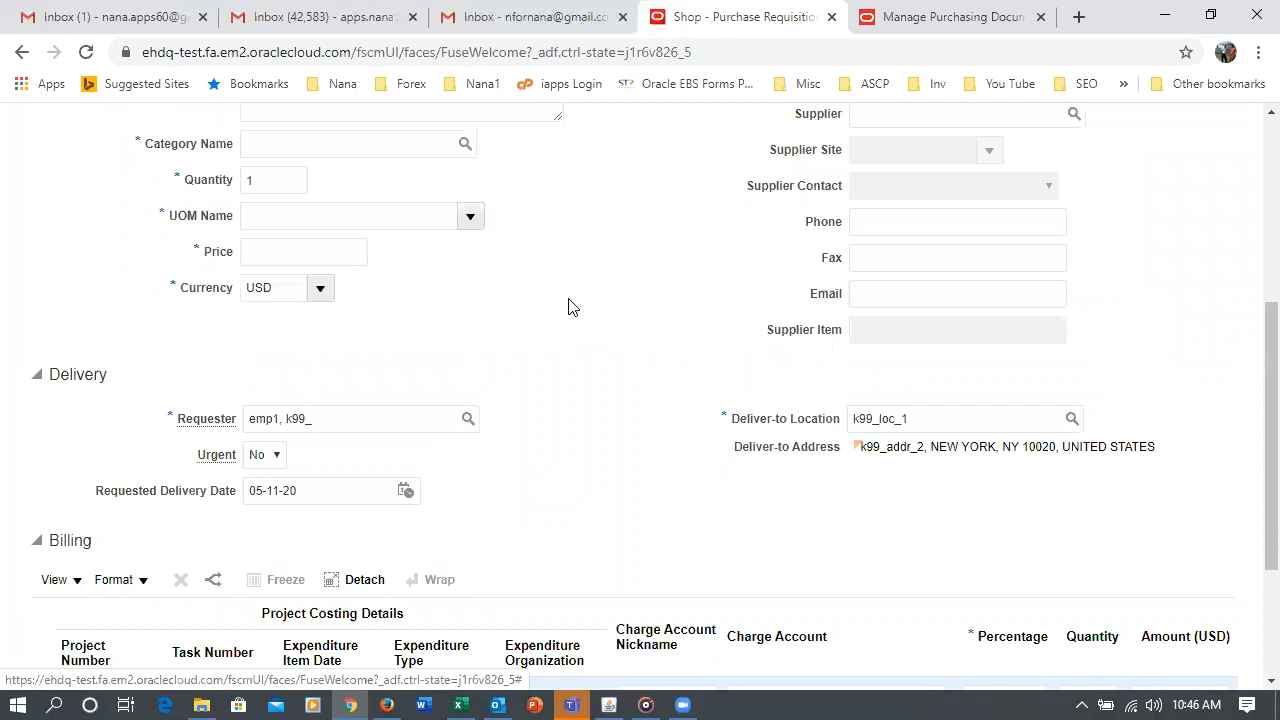 Inbox (1) - nana.apps60@g
Inbox (42,583) - apps.nara
Inbox - nfornana@gmail.co
Shop - Purchase Requisitio
Manage Purchasing Docum
ehdq-test.fa.em2.oraclecloud.com/fscmUI/faces/FuseWelcome?_adf.ctrl-state=j1r6v826_5
Apps Suggested Sites Bookmarks Nana Forex Nana1 iapps Login Oracle EBS Forms P... Misc ASCP Inv You Tube SEO » Other bookmarks
Supplier
* Category Name
Supplier Site
* Quantity 1
Supplier Contact
* UOM Name
Phone
* Price
Fax
* Currency USD
Email
Supplier Item
Delivery
* Requester emp1, k99_
* Deliver-to Location k99_loc_1
Deliver-to Address k99_addr_2, NEW YORK, NY 10020, UNITED STATES
Urgent No
Requested Delivery Date 05-11-20
Billing
View Format Freeze Detach Wrap
Project Costing Details
Project Number
Task Number
Expenditure Item Date
Expenditure Type
Expenditure Organization
Charge Account Nickname
Charge Account
* Percentage
Quantity
Amount (USD)
https://ehdq-test.fa.em2.oraclecloud.com/fscmUI/faces/FuseWelcome?_adf.ctrl-state=j1r6v826_5#
10:46 AM